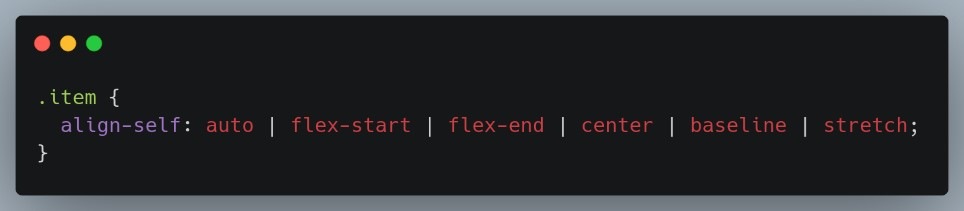 .item {
  align-self: auto | flex-start | flex-end | center | baseline | stretch;
}